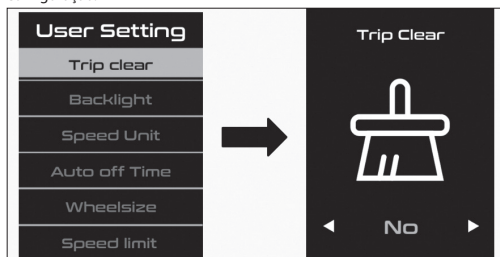 User Setting
Trip clear
Backlight
Speed Unit
Auto off Time
Wheelsize
Speed limit
Trip Clear
No